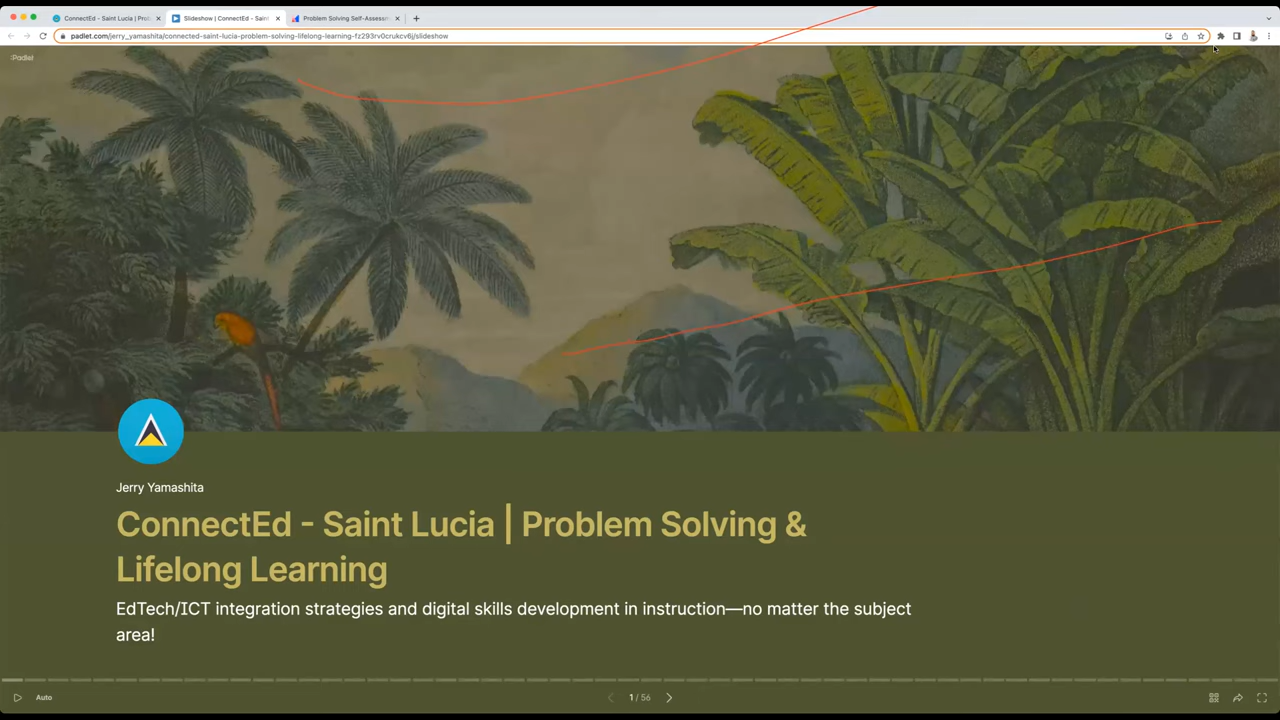 ConnectEd - Saint Lucia | Prob
Slideshow | ConnectEd - Saint
Problem Solving Self-Assessm
padlet.com/jerry_yamashita/connected-saint-lucia-problem-solving-lifelong-learning-fz293rv0crukcv6j/slideshow
:Padlet
Jerry Yamashita
ConnectEd - Saint Lucia | Problem Solving &
Lifelong Learning
EdTech/ICT integration strategies and digital skills development in instruction—no matter the subject
area!
Auto
1 / 56